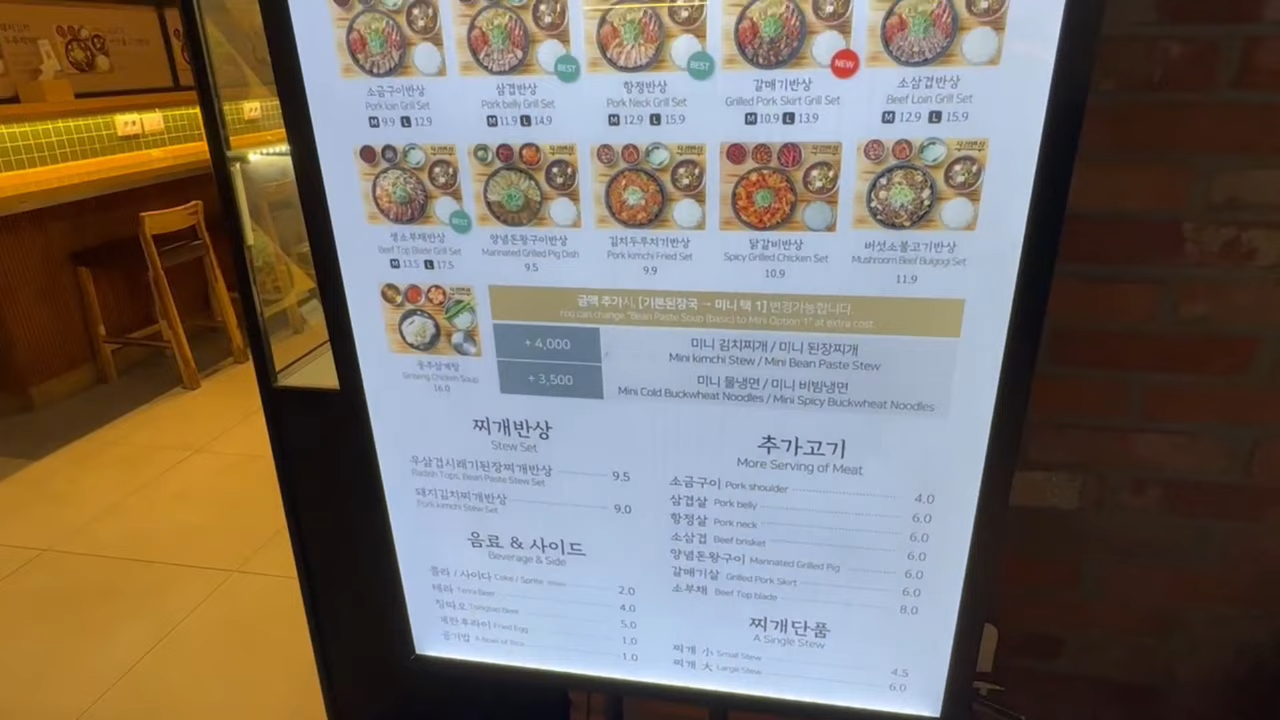 소금구이반상
Pork loin Grill Set
M 9.9 L 12.9
BEST
삼겹반상
Pork belly Grill Set
M 11.9 L 14.9
BEST
항정반상
Pork Neck Grill Set
M 12.9 L 15.9
NEW
갈매기반상
Grilled Pork Skirt Grill Set
M 10.9 L 13.9
소삼겹반상
Beef Loin Grill Set
M 12.9 L 15.9
BEST
생소부채반상
Beef Top Blade Grill Set
M 13.5 L 17.5
양념돈왕구이반상
Marinated Grilled Pig Dish
9.5
김치두루치기반상
Pork kimchi Fried Set
9.9
닭갈비반상
Spicy Grilled Chicken Set
10.9
버섯소불고기반상
Mushroom Beef Bulgogi Set
11.9
Ginseng Chicken Soup
16.0
금액 추가시, [기본된장국 → 미니 택 1] 변경가능합니다.
You can change "Bean Paste Soup (basic) to Mini Option 1" at extra cost.
+ 4,000
미니 김치찌개 / 미니 된장찌개
Mini kimchi Stew / Mini Bean Paste Stew
+ 3,500
미니 물냉면 / 미니 비빔냉면
Mini Cold Buckwheat Noodles / Mini Spicy Buckwheat Noodles
찌개반상
Stew Set
우삼겹시래기된장찌개반상 9.5
Radish Tops, Bean Paste Stew Set
돼지김치찌개반상 9.0
Pork kimchi Stew Set
음료 & 사이드
Beverage & Side
콜라 / 사이다 Coke / Sprite 2.0
테라 Terra Beer 4.0
칭따오 Tsingtao Beer 5.0
계란후라이 Fried Egg 1.0
공기밥 A Bowl of Rice 1.0
추가고기
More Serving of Meat
소금구이 Pork shoulder 4.0
삼겹살 Pork belly 6.0
항정살 Pork neck 6.0
소삼겹 Beef brisket 6.0
양념돈왕구이 Marinated Grilled Pig 6.0
갈매기살 Grilled Pork Skirt 6.0
소부채 Beef Top blade 8.0
찌개단품
A Single Stew
찌개 小 Small Stew 4.5
찌개 大 Large Stew 6.0